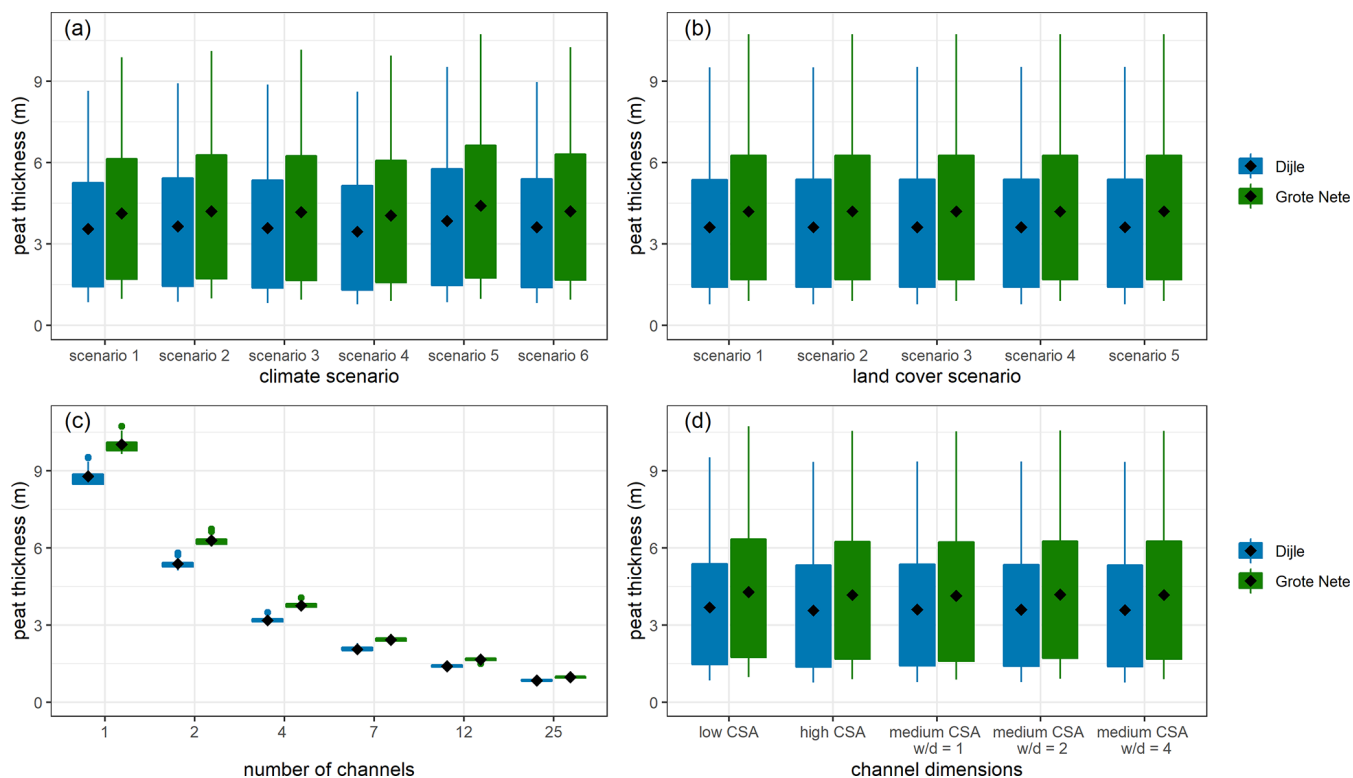 (a)
peat thickness (m)
9
6
3
0
scenario 1 scenario 2 scenario 3 scenario 4 scenario 5 scenario 6
climate scenario
(b)
peat thickness (m)
9
6
3
0
scenario 1 scenario 2 scenario 3 scenario 4 scenario 5
land cover scenario
Dijle
Grote Nete
(c)
peat thickness (m)
9
6
3
0
1 2 4 7 12 25
number of channels
(d)
peat thickness (m)
9
6
3
0
low CSA high CSA medium CSA medium CSA medium CSA
w/d = 1 w/d = 2 w/d = 4
channel dimensions
Dijle
Grote Nete